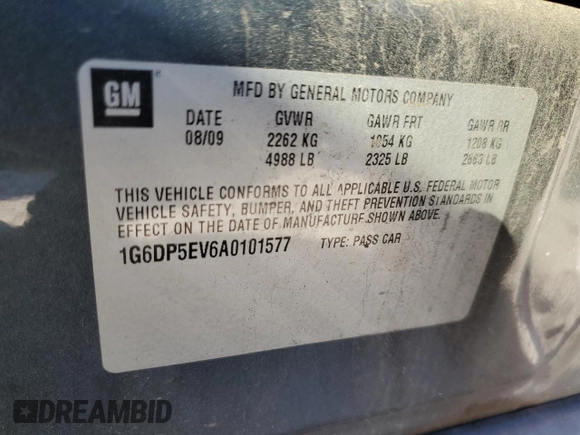 GM
MFD BY GENERAL MOTORS COMPANY
DATE GVWR GAWR FRT GAWR RR
08/09 2262 KG 1054 KG 1208 KG
4988 LB 2325 LB 2663 LB
THIS VEHICLE CONFORMS TO ALL APPLICABLE U.S. FEDERAL MOTOR
VEHICLE SAFETY, BUMPER, AND THEFT PREVENTION STANDARDS IN
EFFECT ON THE DATE OF MANUFACTURE SHOWN ABOVE.
1G6DP5EV6A0101577 TYPE: PASS CAR
DREAMBID